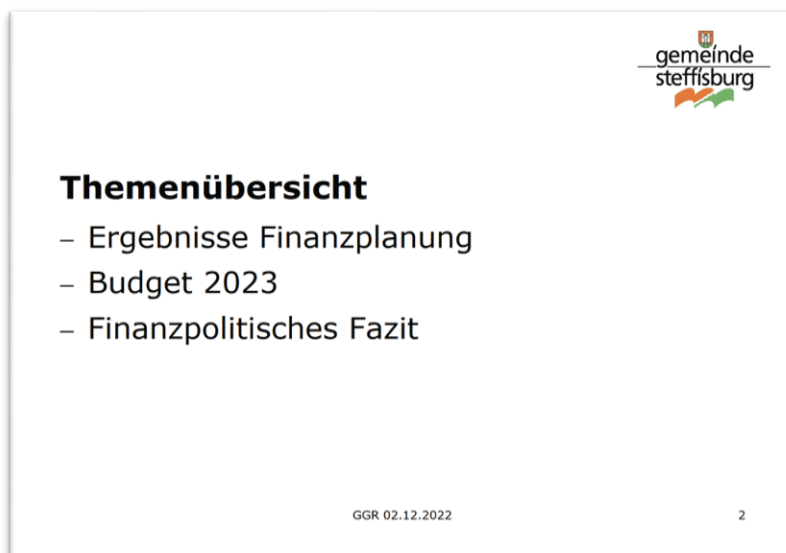 gemeinde
steffisburg
Themenübersicht
– Ergebnisse Finanzplanung
– Budget 2023
– Finanzpolitisches Fazit
GGR 02.12.2022 2